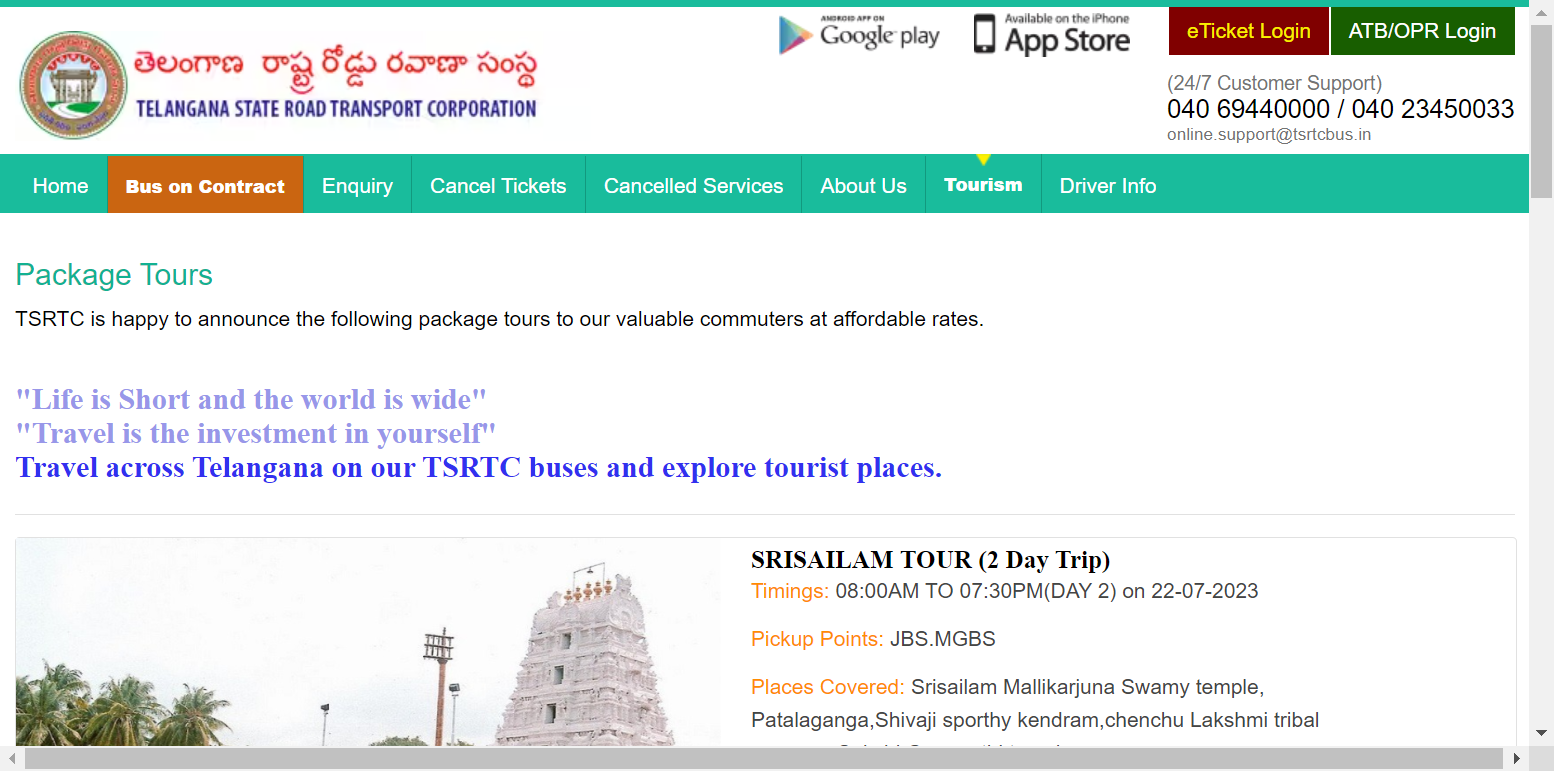 తెలంగాణ రాష్ట్ర రోడ్డు రవాణా సంస్థ
TELANGANA STATE ROAD TRANSPORT CORPORATION
ANDROID APP ON
Google play
Available on the iPhone
App Store
eTicket Login
ATB/OPR Login
(24/7 Customer Support)
040 69440000 / 040 23450033
online.support@tsrtcbus.in
Home
Bus on Contract
Enquiry
Cancel Tickets
Cancelled Services
About Us
Tourism
Driver Info
Package Tours
TSRTC is happy to announce the following package tours to our valuable commuters at affordable rates.
"Life is Short and the world is wide"
"Travel is the investment in yourself"
Travel across Telangana on our TSRTC buses and explore tourist places.
SRISAILAM TOUR (2 Day Trip)
Timings: 08:00AM TO 07:30PM(DAY 2) on 22-07-2023
Pickup Points: JBS.MGBS
Places Covered: Srisailam Mallikarjuna Swamy temple,
Patalaganga,Shivaji sporthy kendram,chenchu Lakshmi tribal